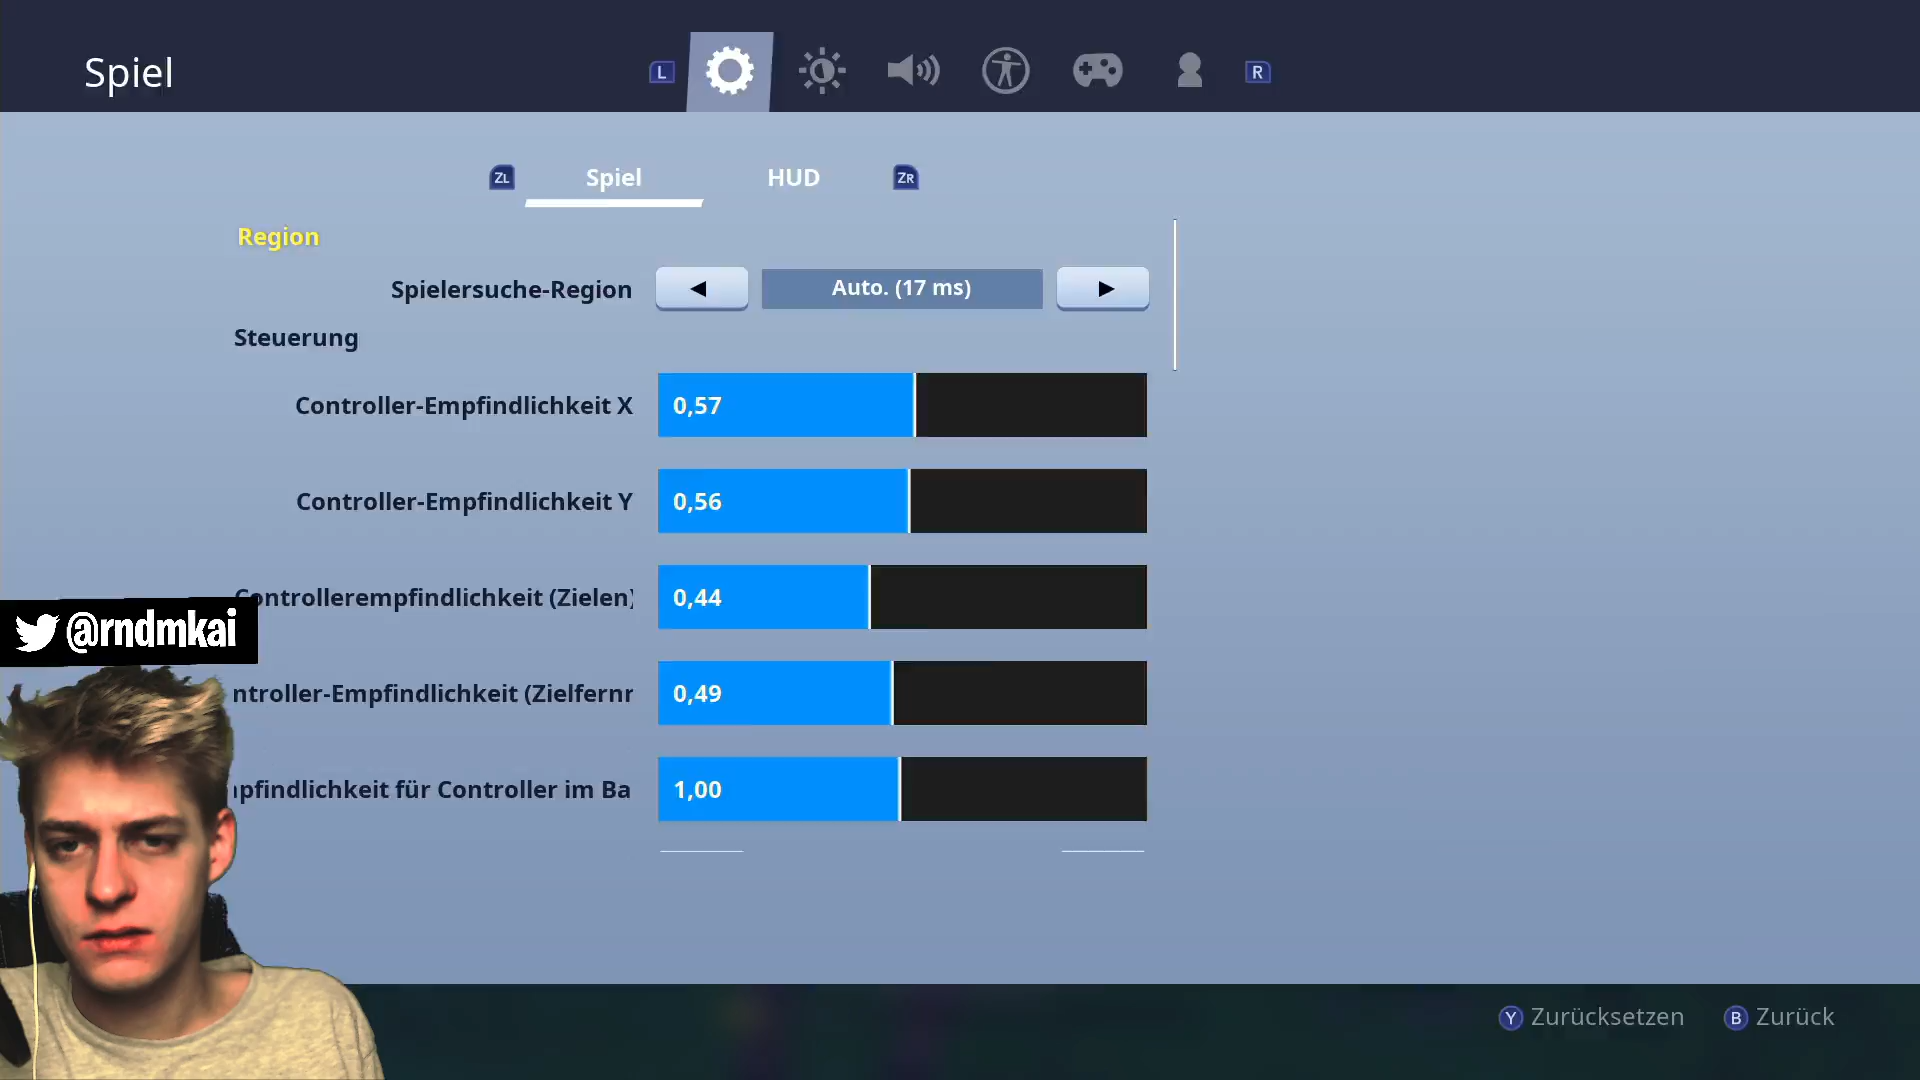 Spiel
L
R
ZL
Spiel
HUD
ZR
Region
Spielersuche-Region
Auto. (17 ms)
Steuerung
Controller-Empfindlichkeit X
0,57
Controller-Empfindlichkeit Y
0,56
Controllerempfindlichkeit (Zielen)
0,44
@rndmkai
ntroller-Empfindlichkeit (Zielfernr
0,49
pfindlichkeit für Controller im Ba
1,00
Y Zurücksetzen
B Zurück